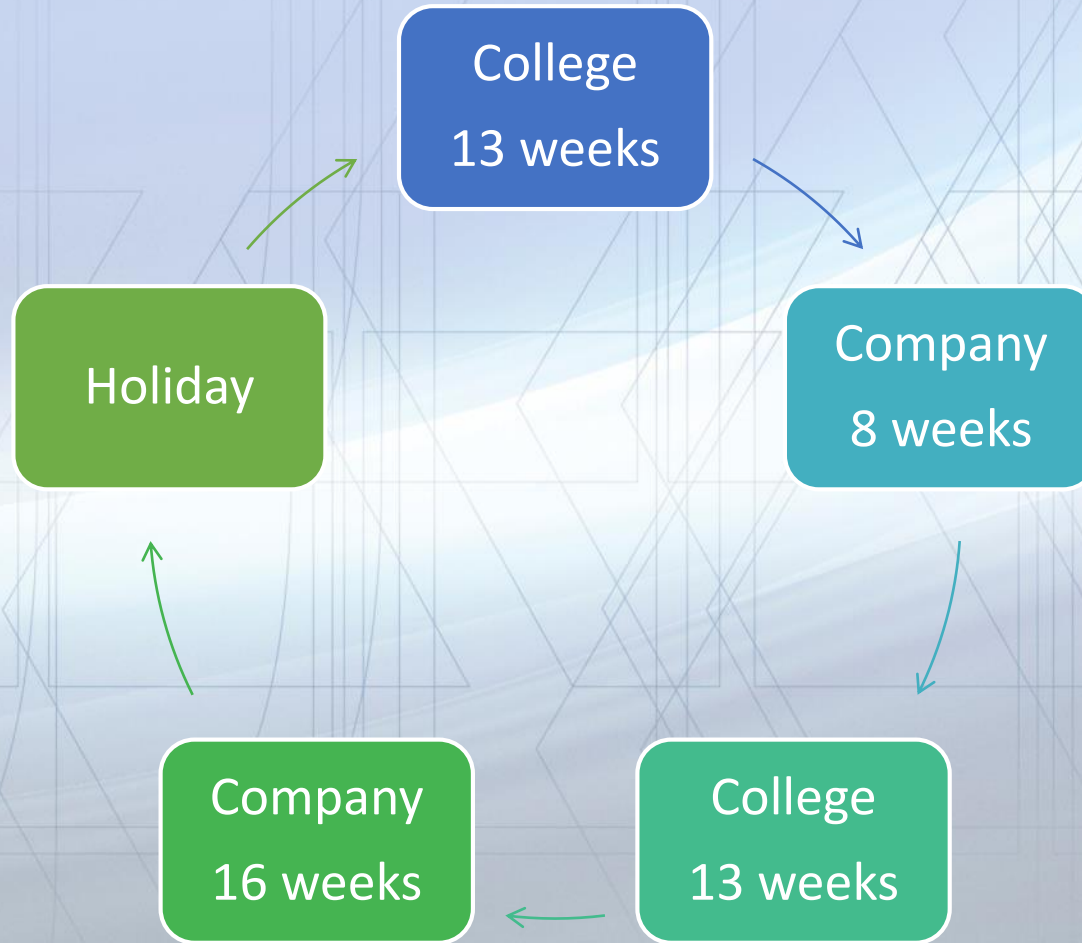 College
13 weeks
Company
8 weeks
College
13 weeks
Company
16 weeks
Holiday